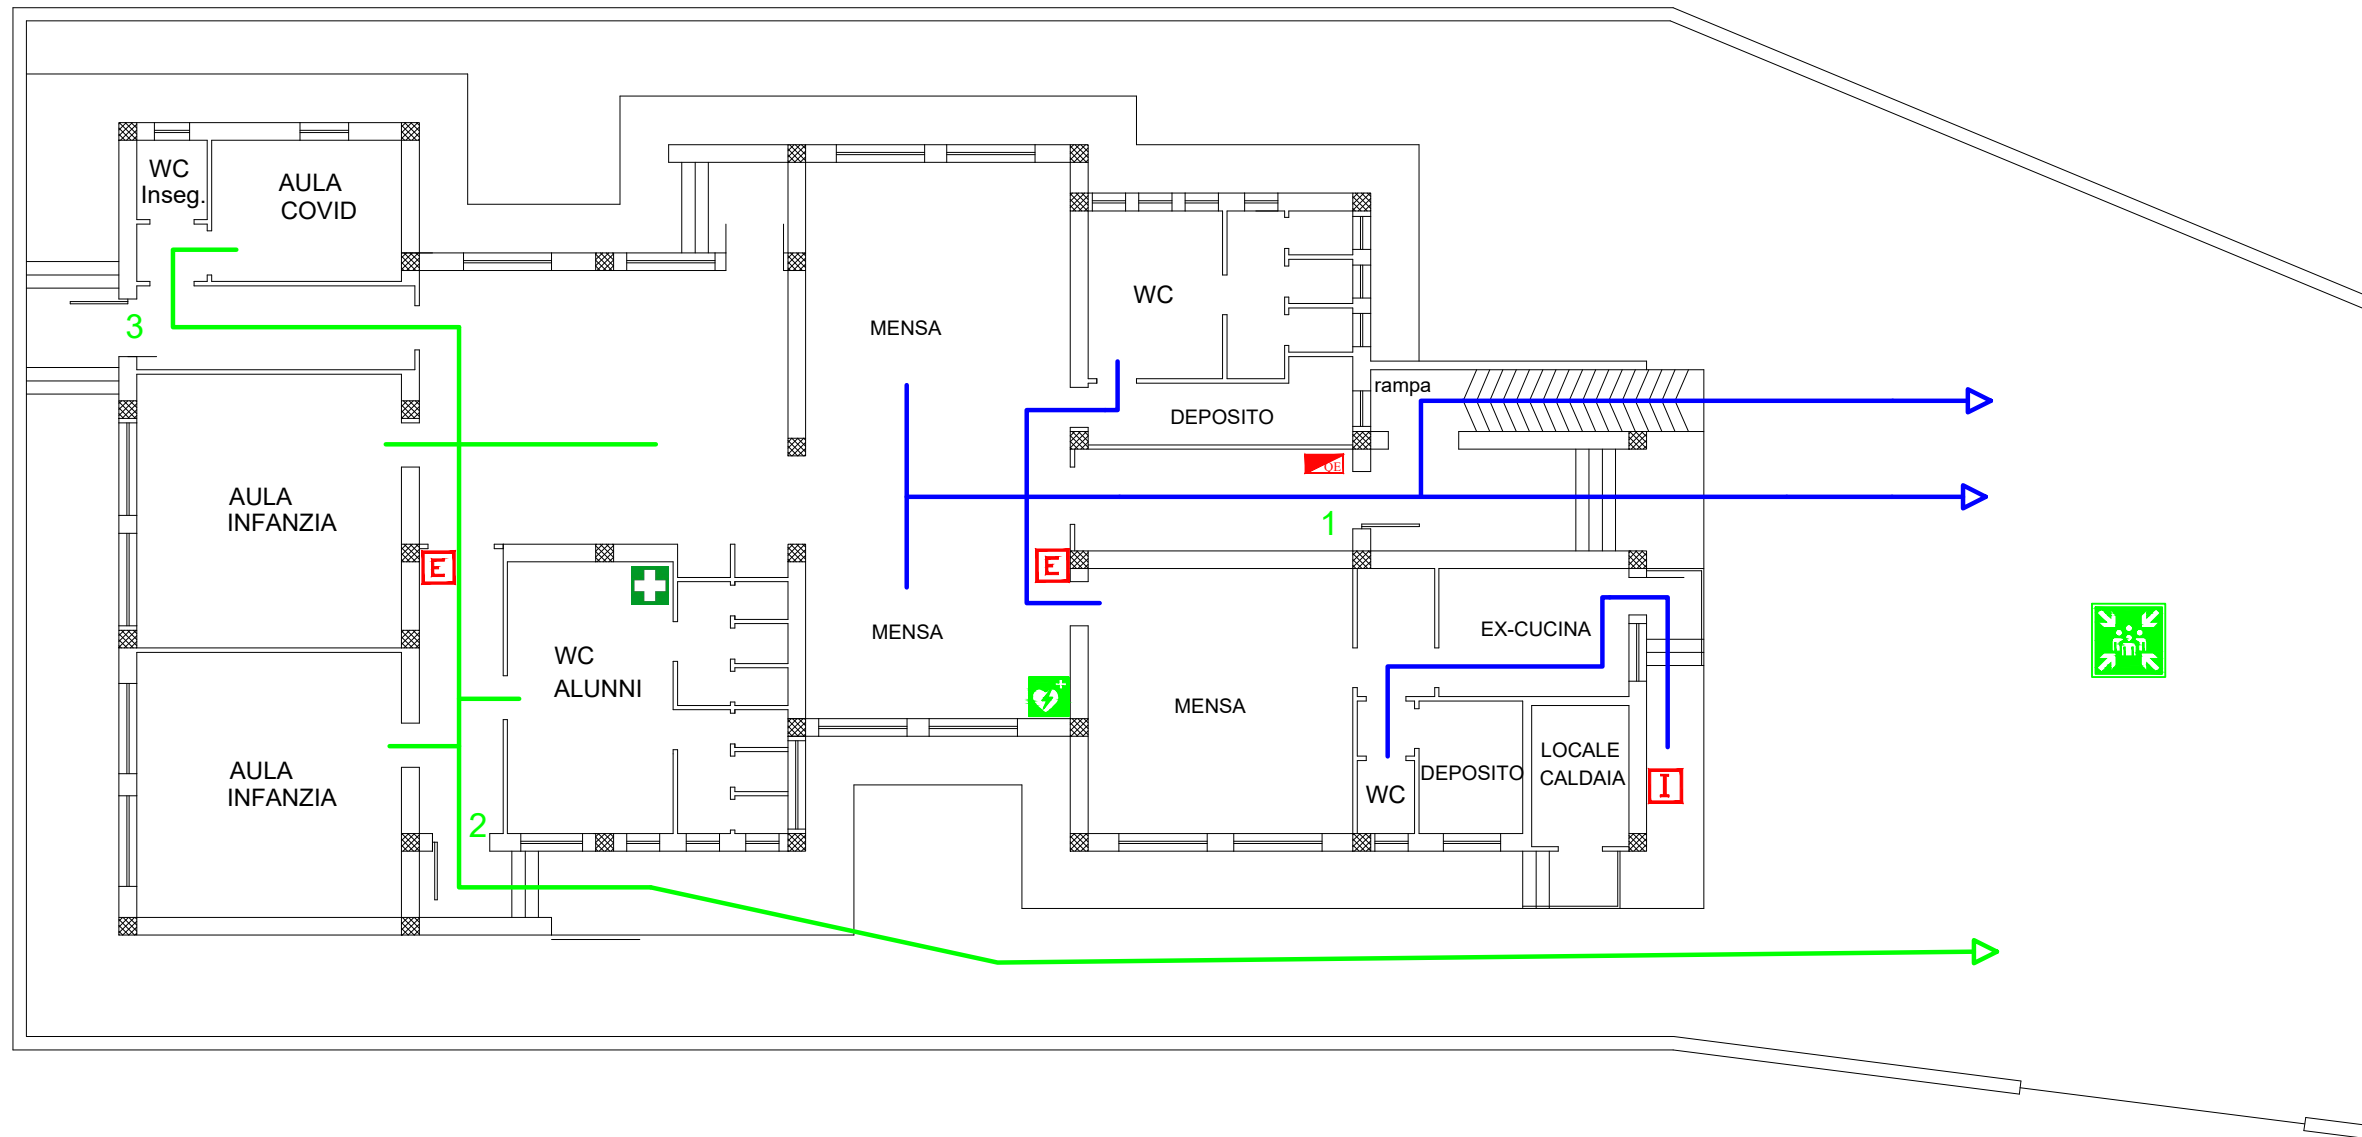 WC
Inseg.
AULA
COVID
3
MENSA
WC
rampa
DEPOSITO
QE
AULA
INFANZIA
1
E
E
MENSA
EX-CUCINA
WC
ALUNNI
MENSA
AULA
INFANZIA
LOCALE
CALDAIA
DEPOSITO
WC
I
2